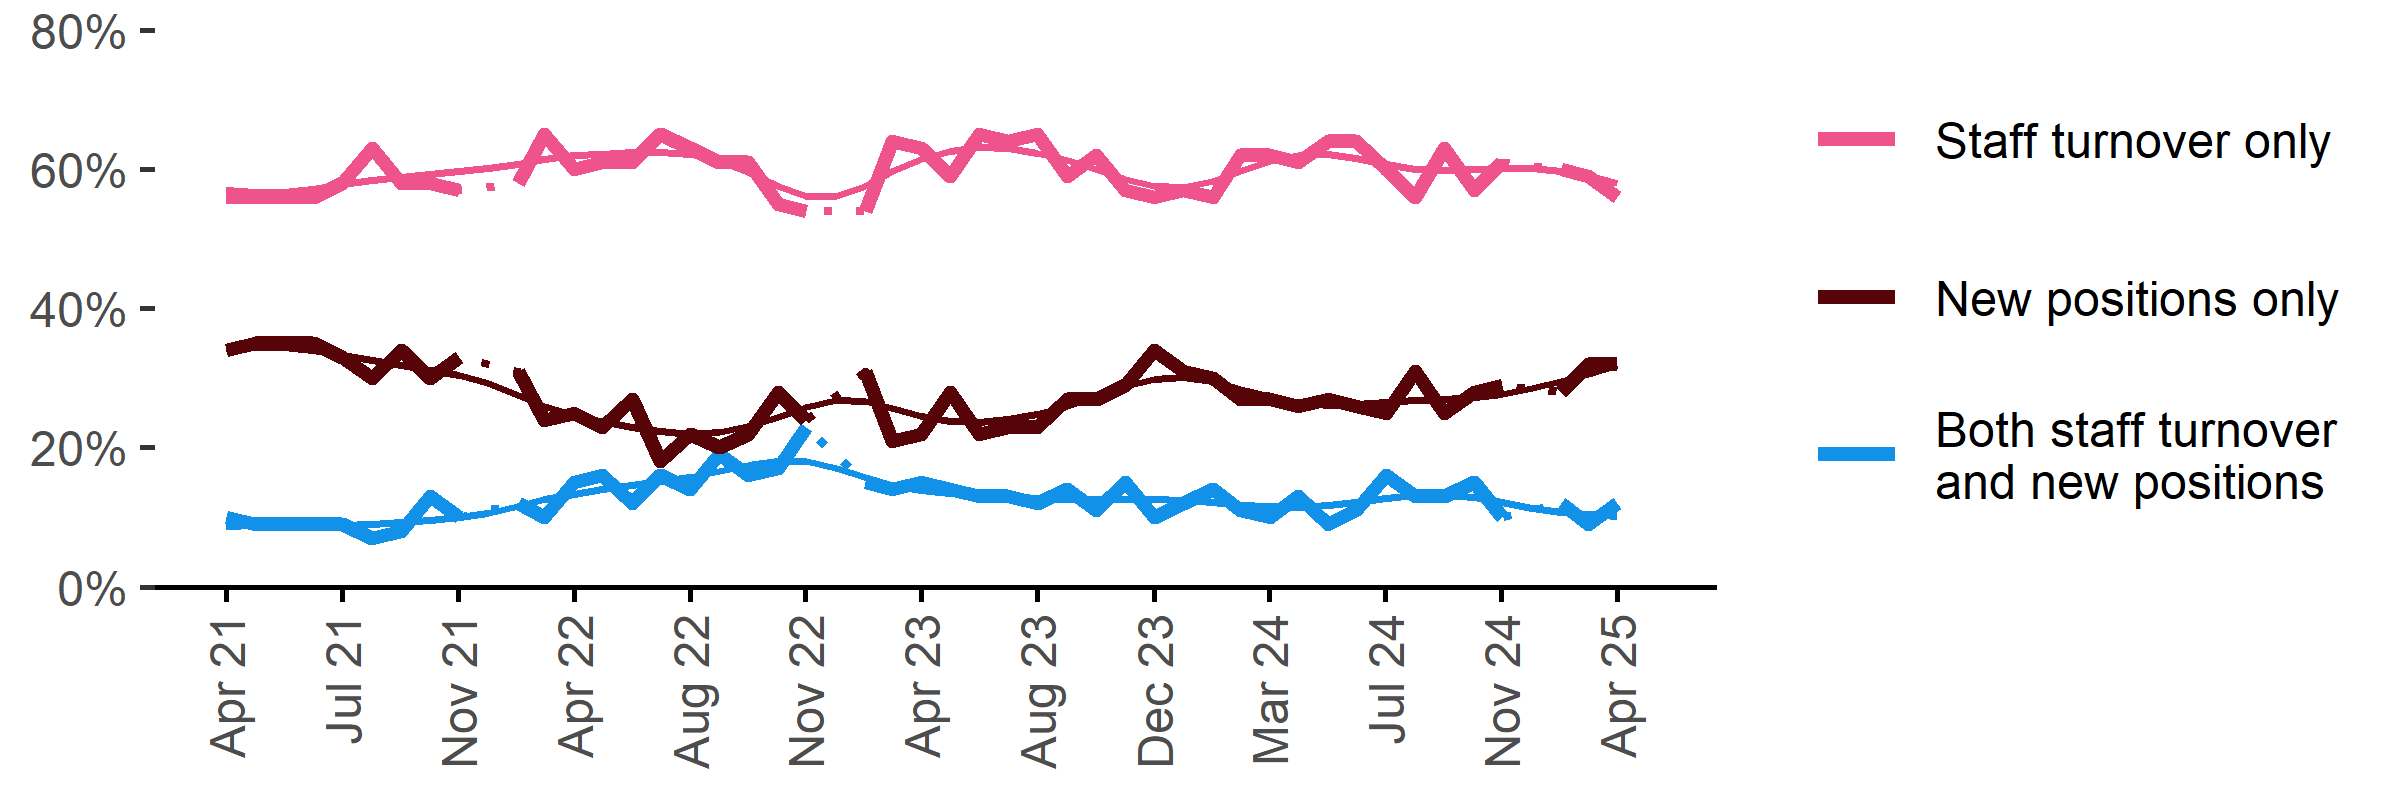 80%
60%
40%
20%
0%
Apr 21
Jul 21
Nov 21
Apr 22
Aug 22
Nov 22
Apr 23
Aug 23
Dec 23
Mar 24
Jul 24
Nov 24
Apr 25
Staff turnover only
New positions only
Both staff turnover
and new positions